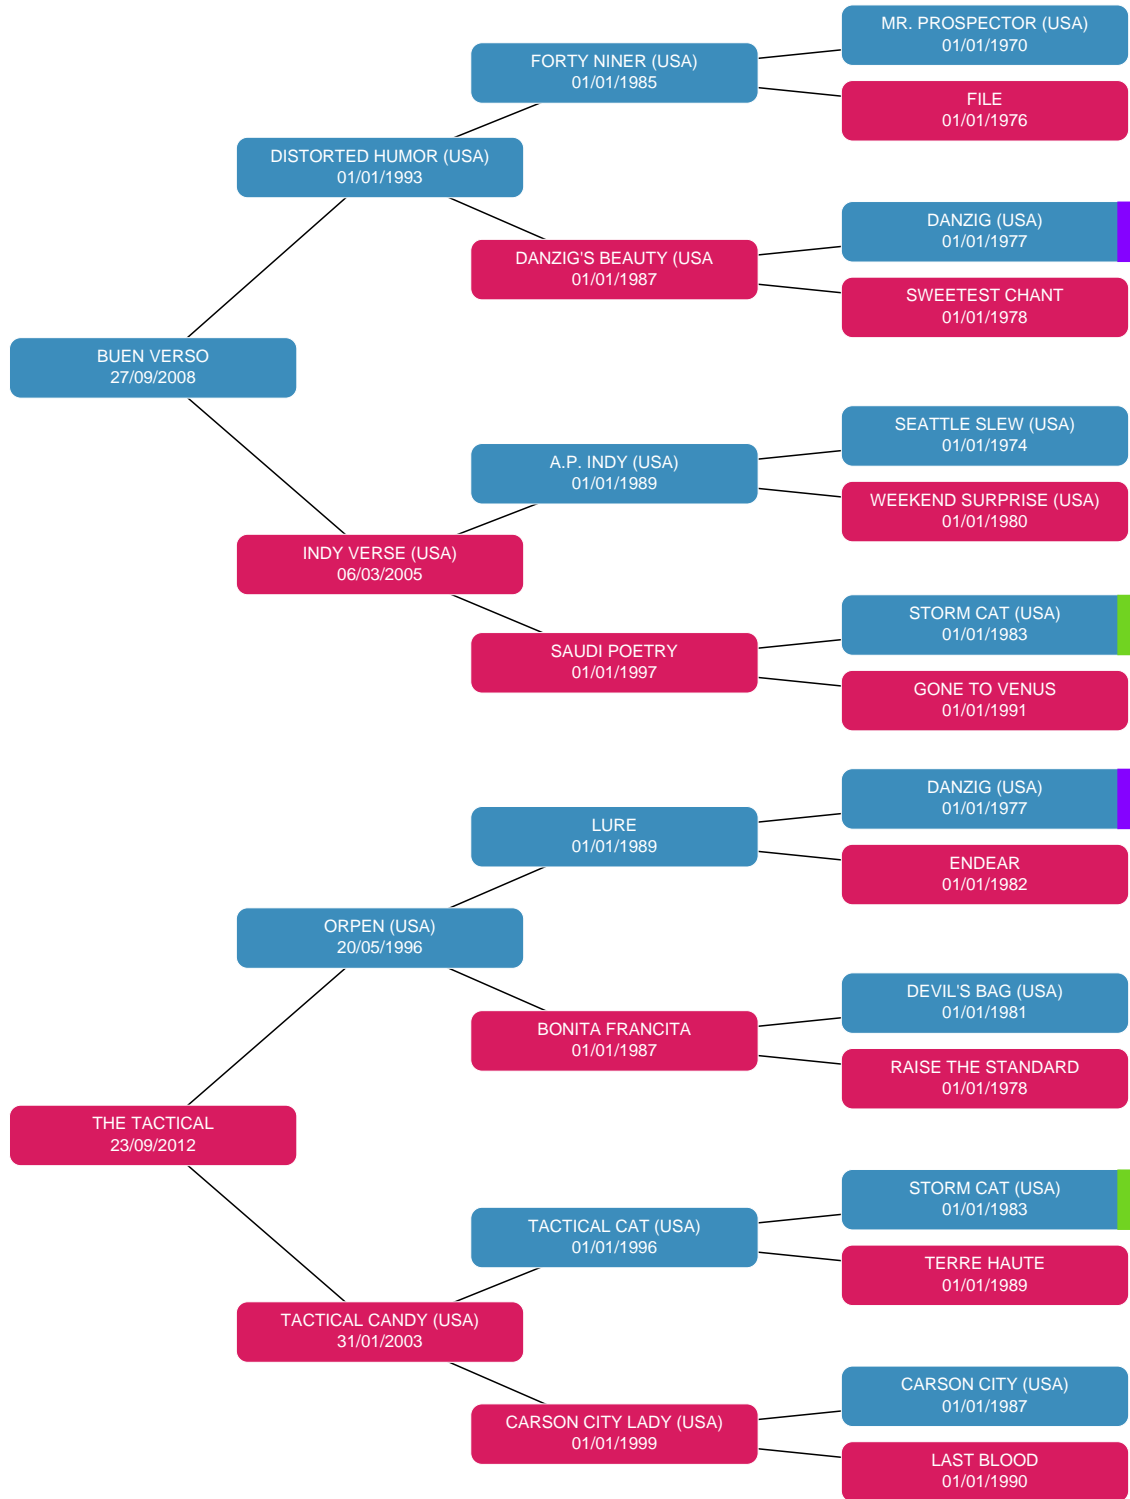 MR. PROSPECTOR (USA)
01/01/1970
FORTY NINER (USA)
01/01/1985
FILE
01/01/1976
DISTORTED HUMOR (USA)
01/01/1993
DANZIG (USA)
01/01/1977
DANZIG'S BEAUTY (USA
01/01/1987
SWEETEST CHANT
01/01/1978
BUEN VERSO
27/09/2008
SEATTLE SLEW (USA)
01/01/1974
A.P. INDY (USA)
01/01/1989
WEEKEND SURPRISE (USA)
01/01/1980
INDY VERSE (USA)
06/03/2005
STORM CAT (USA)
01/01/1983
SAUDI POETRY
01/01/1997
GONE TO VENUS
01/01/1991
DANZIG (USA)
01/01/1977
LURE
01/01/1989
ENDEAR
01/01/1982
ORPEN (USA)
20/05/1996
DEVIL'S BAG (USA)
01/01/1981
BONITA FRANCITA
01/01/1987
RAISE THE STANDARD
01/01/1978
THE TACTICAL
23/09/2012
STORM CAT (USA)
01/01/1983
TACTICAL CAT (USA)
01/01/1996
TERRE HAUTE
01/01/1989
TACTICAL CANDY (USA)
31/01/2003
CARSON CITY (USA)
01/01/1987
CARSON CITY LADY (USA)
01/01/1999
LAST BLOOD
01/01/1990